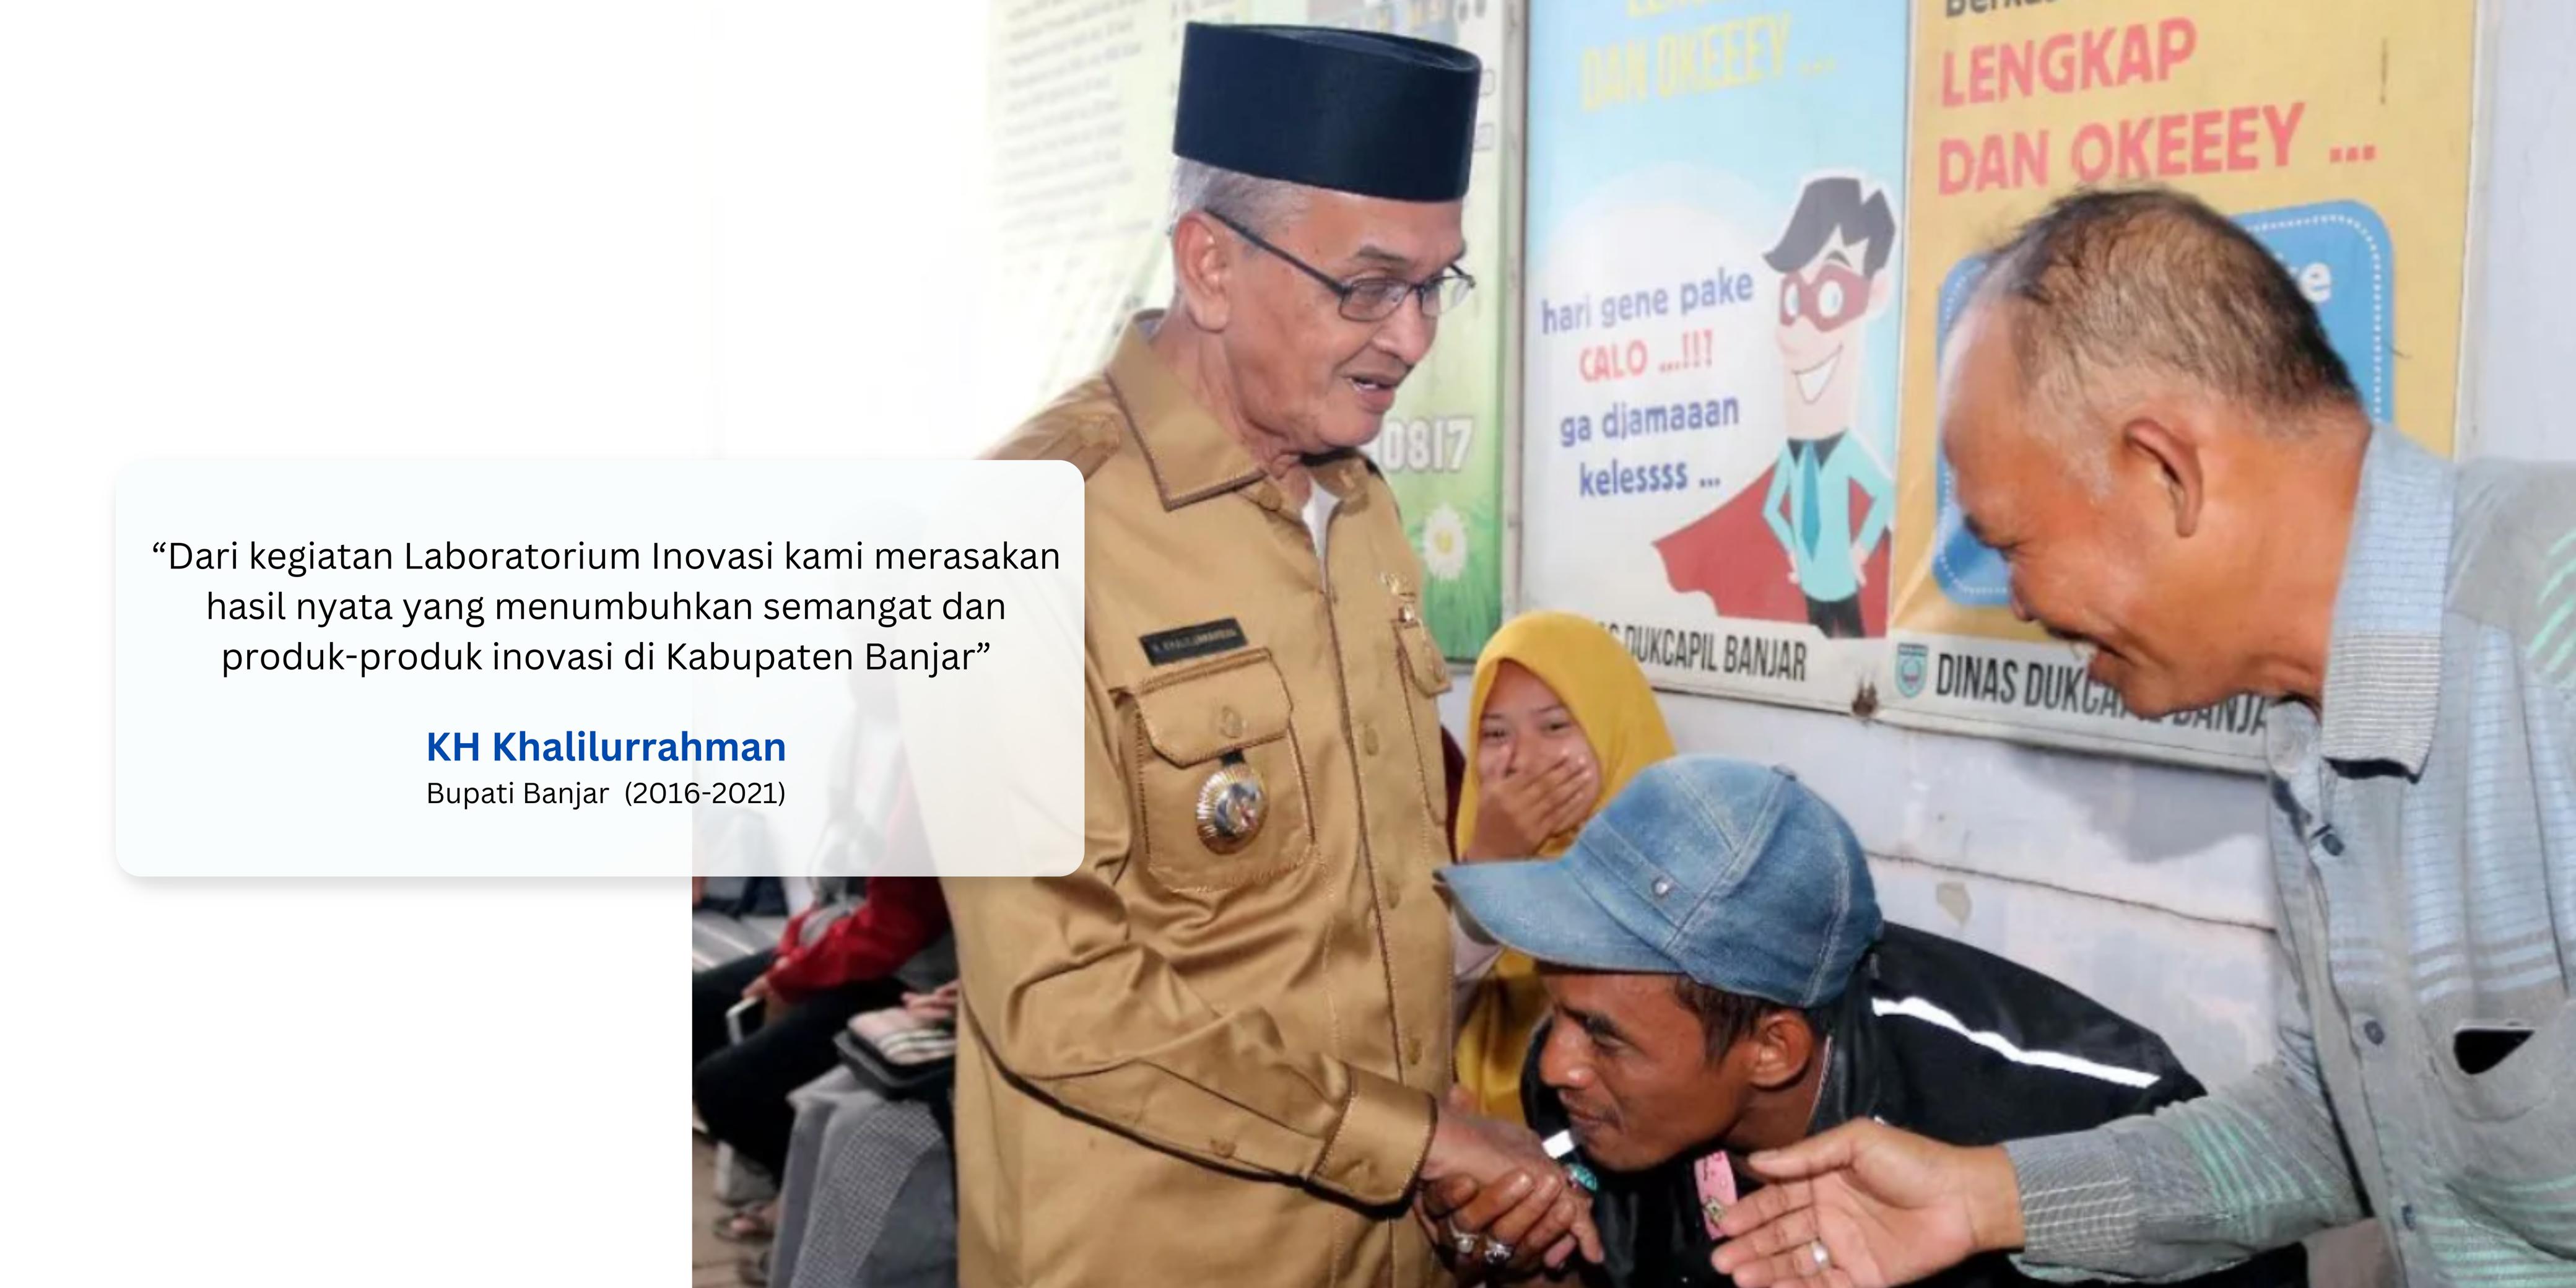 “Dari kegiatan Laboratorium Inovasi kami merasakan
hasil nyata yang menumbuhkan semangat dan
produk-produk inovasi di Kabupaten Banjar”
KH Khalilurrahman
Bupati Banjar (2016-2021)
DAN OKEEEY ...
hari gene pake
CALO ...!!!
ga djamaaan
kelessss ...
DUKCAPIL BANJAR
LENGKAP
DAN OKEEEY ...
DINAS
0817